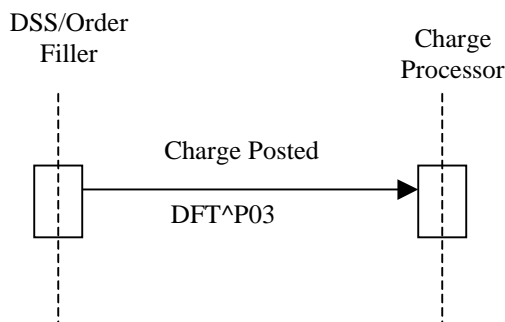 DSS/Order
Filler
Charge
Processor
Charge Posted
DFT^P03